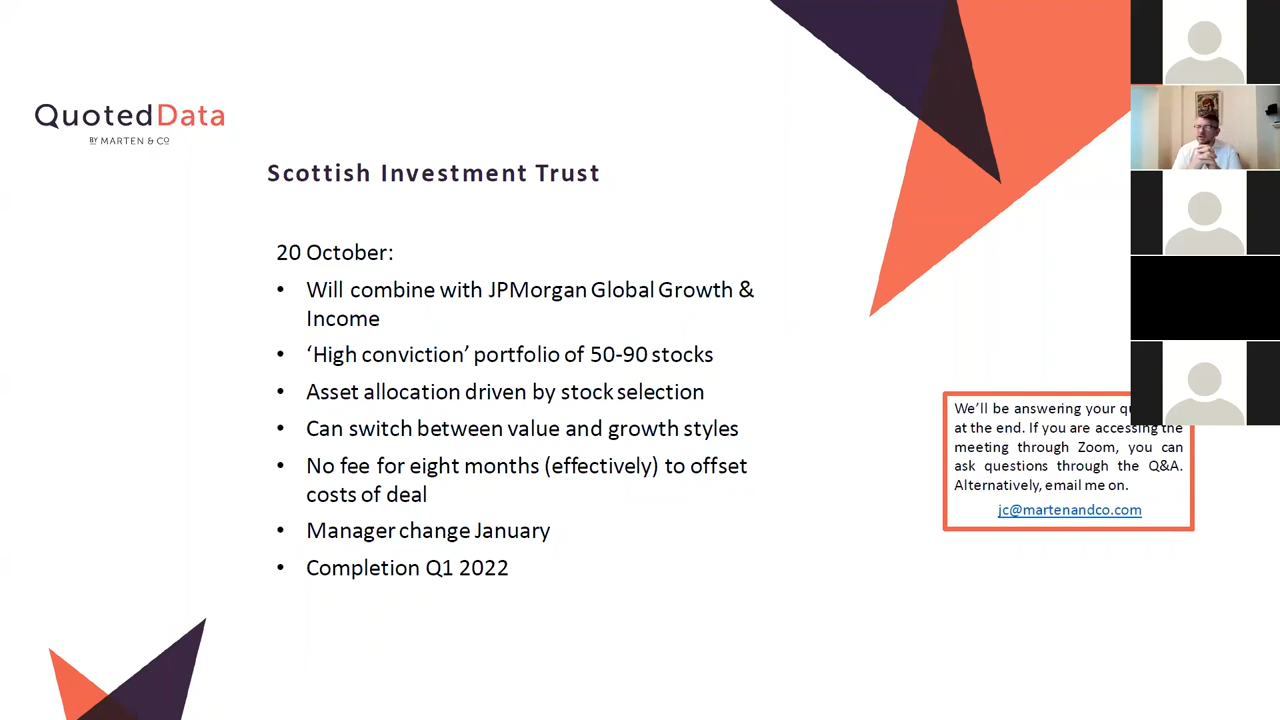 QuotedData
BY MARTEN & CO
Scottish Investment Trust
20 October:
• Will combine with JPMorgan Global Growth &
Income
• ‘High conviction’ portfolio of 50-90 stocks
• Asset allocation driven by stock selection
• Can switch between value and growth styles
• No fee for eight months (effectively) to offset
costs of deal
• Manager change January
• Completion Q1 2022
We’ll be answering your
at the end. If you are accessing the
meeting through Zoom, you can
ask questions through the Q&A.
Alternatively, email me on.
jc@martenandco.com